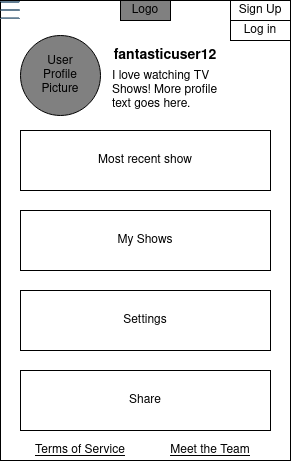 Logo
Sign Up
Log in
User
Profile
Picture
fantasticuser12
I love watching TV
Shows! More profile
text goes here.
Most recent show
My Shows
Settings
Share
Terms of Service
Meet the Team